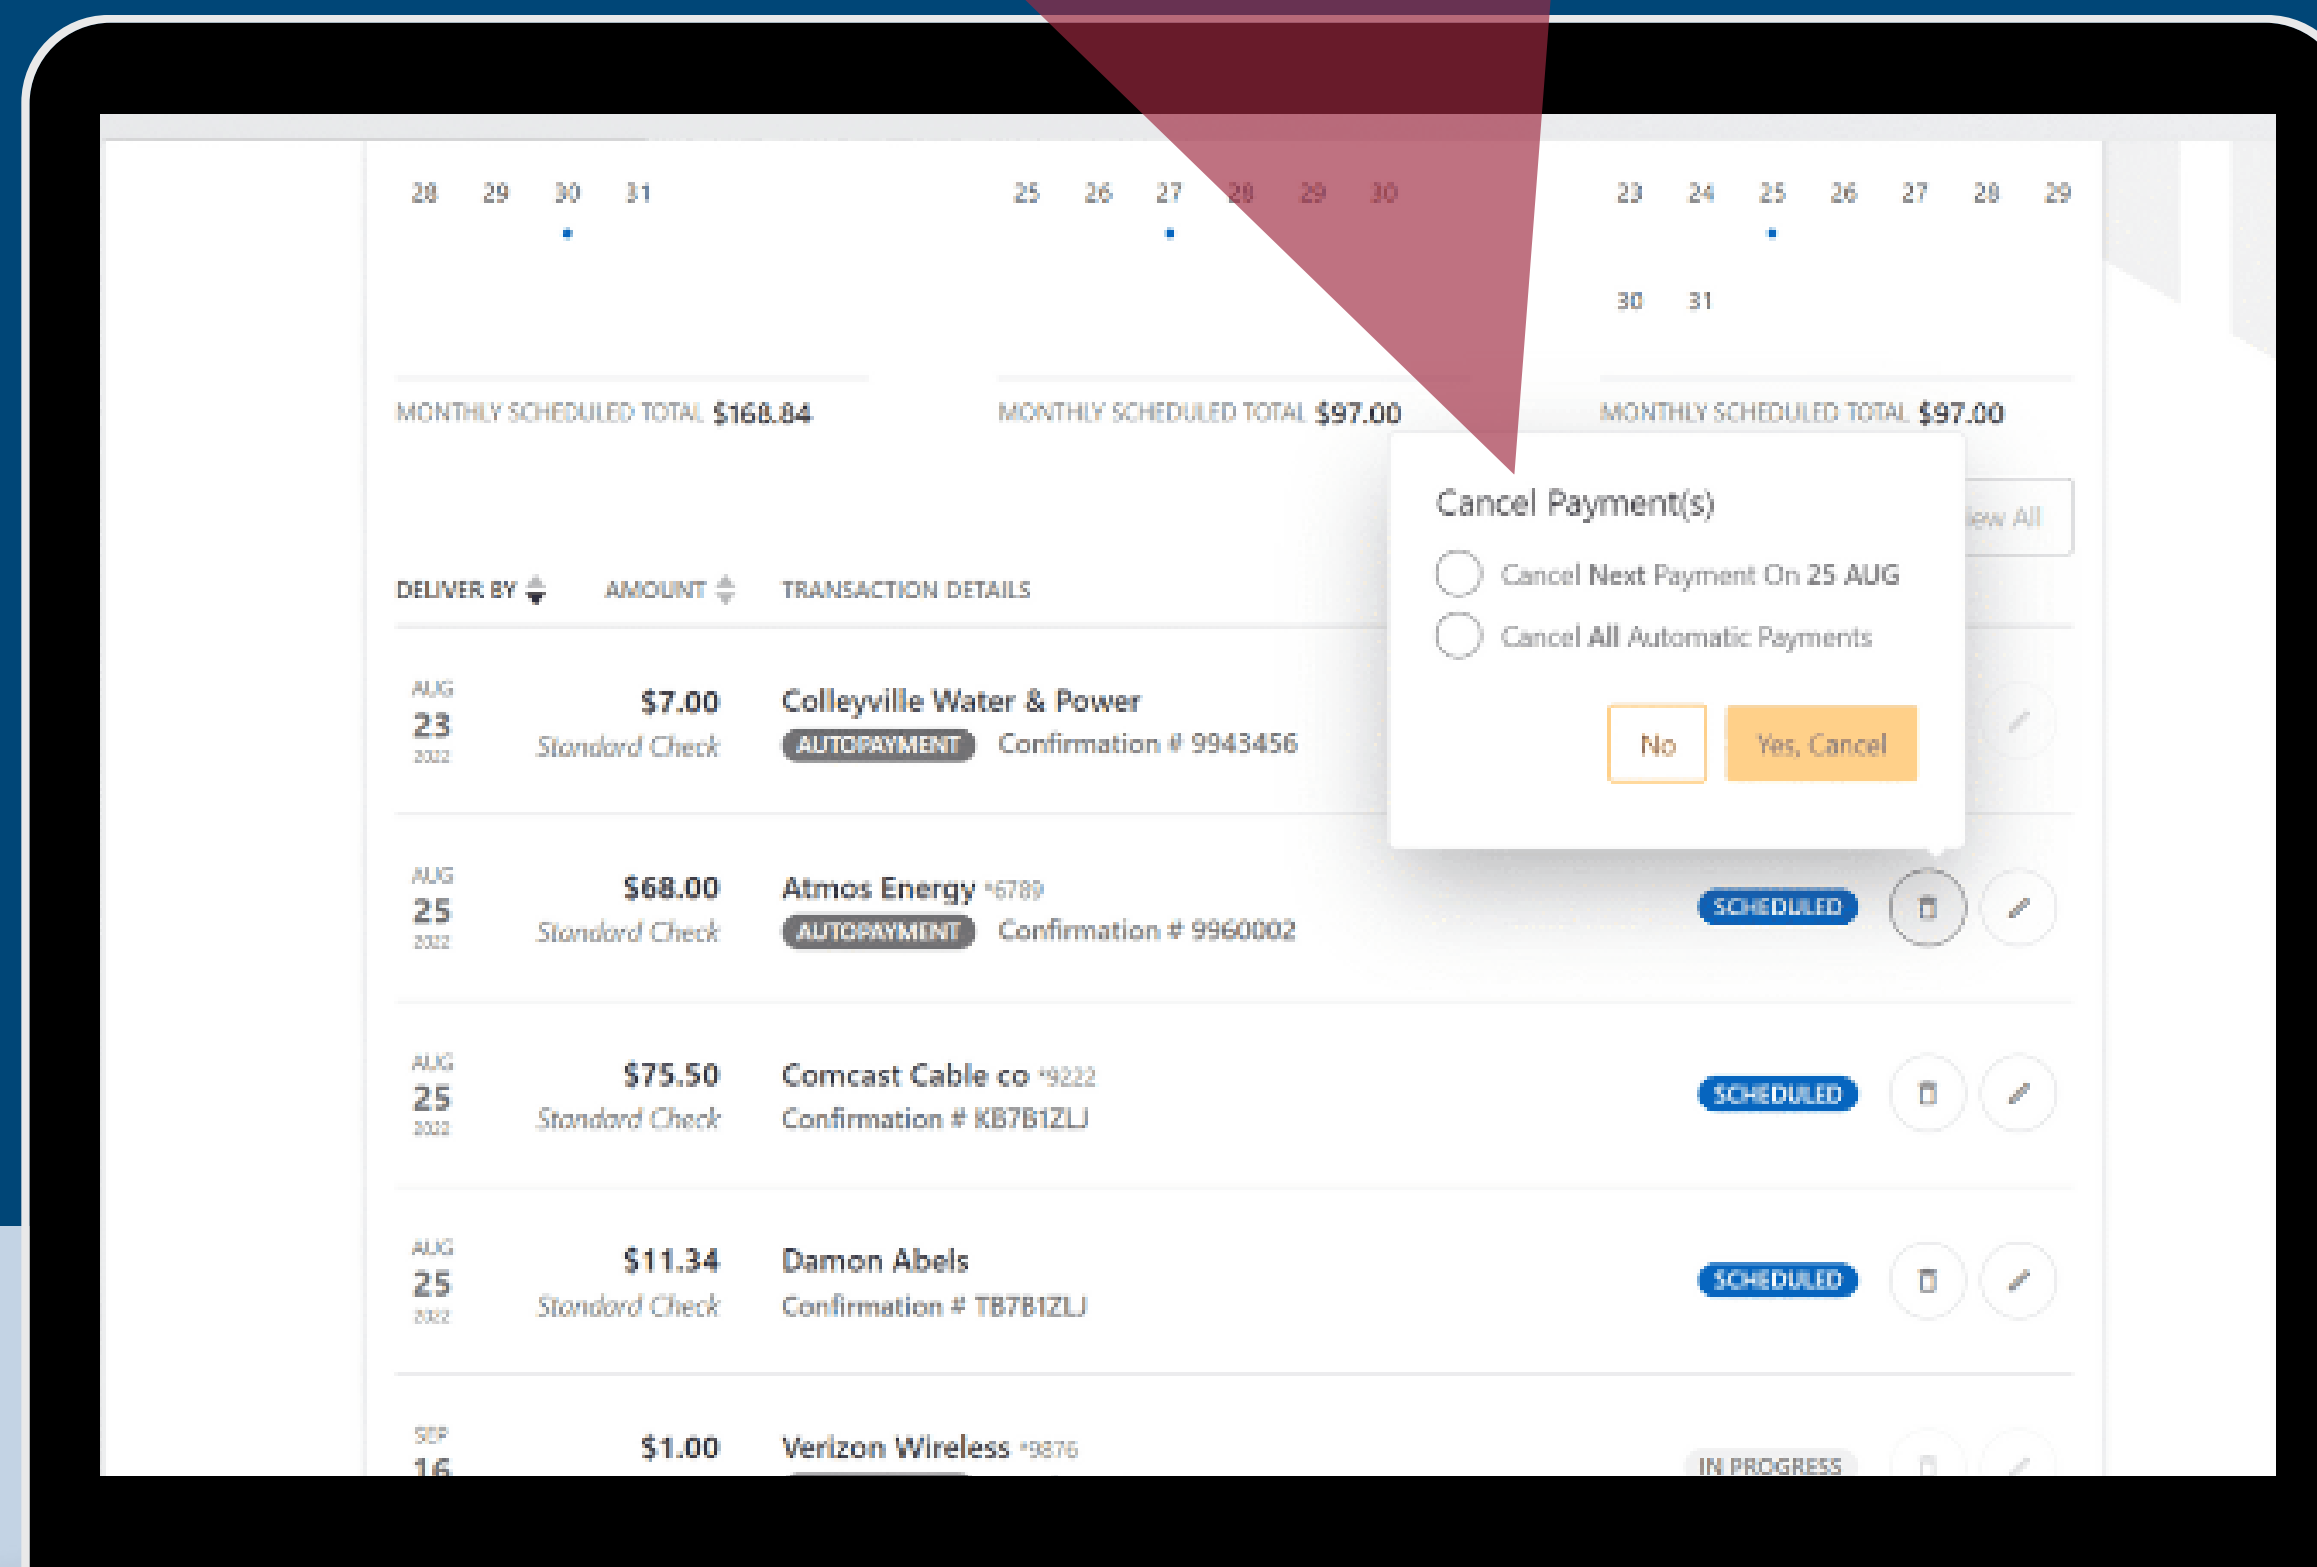 28 29 30 31
25 26 27 28 29 30
23 24 25 26 27 28 29
30 31
MONTHLY SCHEDULED TOTAL $168.84
MONTHLY SCHEDULED TOTAL $97.00
MONTHLY SCHEDULED TOTAL $97.00
Cancel Payment(s)
Cancel Next Payment On 25 AUG
Cancel All Automatic Payments
No Yes, Cancel
iew All
DELIVER BY AMOUNT TRANSACTION DETAILS
AUG
23
2022
$7.00
Standard Check
Colleyville Water & Power
AUTOPAYMENT Confirmation # 9943456
AUG
25
2022
$68.00
Standard Check
Atmos Energy *6789
AUTOPAYMENT Confirmation # 9960002
SCHEDULED
AUG
25
2022
$75.50
Standard Check
Comcast Cable co *9222
Confirmation # KB7B1ZLJ
SCHEDULED
AUG
25
2022
$11.34
Standard Check
Damon Abels
Confirmation # TB7B1ZLJ
SCHEDULED
SEP
16
$1.00
Verizon Wireless *9876
IN PROGRESS